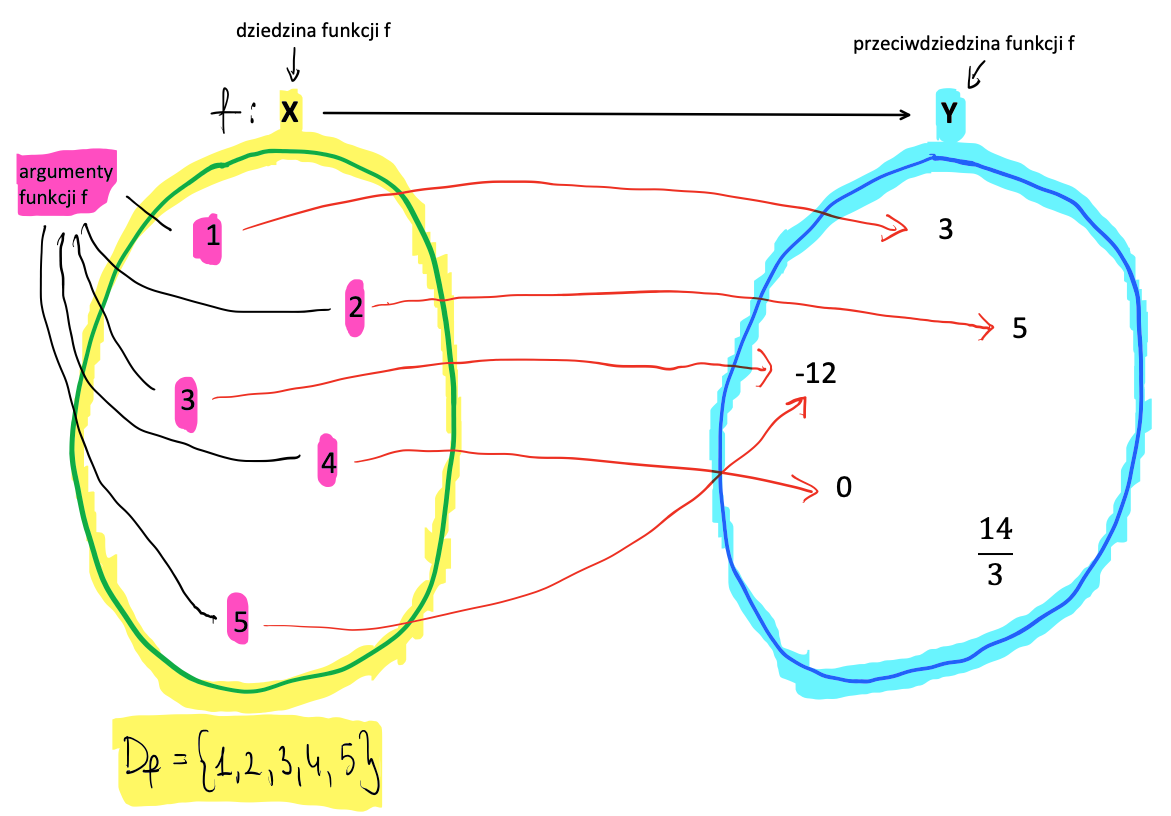 dziedzina funkcji f
przeciwdziedzina funkcji f
f: X
Y
argumenty
funkcji f
1
3
2
5
3
-12
4
0
14
3
5
D_f = {1,2,3,4,5}